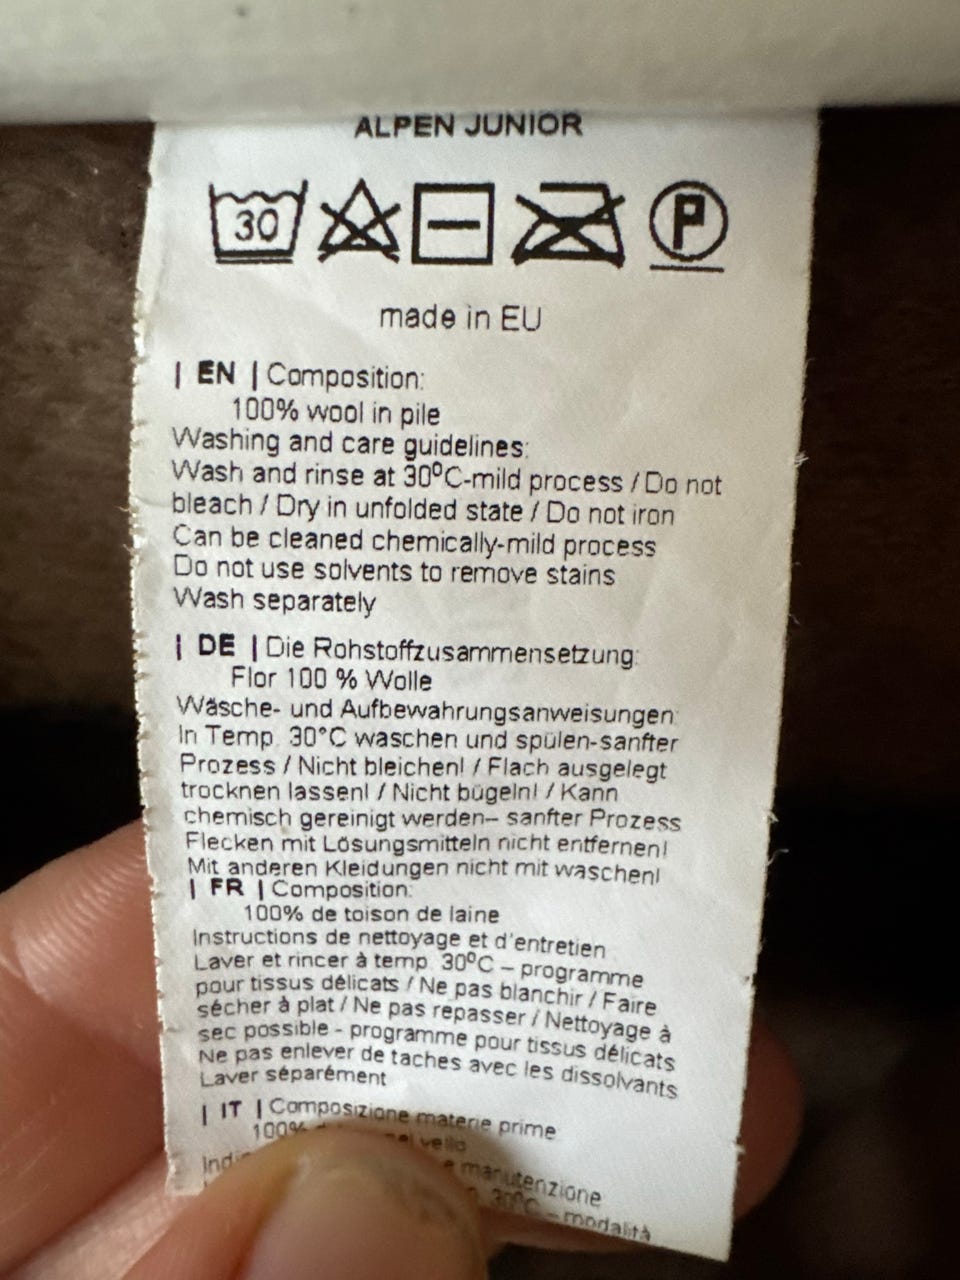 ALPEN JUNIOR
30 P
made in EU
| EN | Composition:
100% wool in pile
Washing and care guidelines:
Wash and rinse at 30ºC-mild process / Do not
bleach / Dry in unfolded state / Do not iron
Can be cleaned chemically-mild process
Do not use solvents to remove stains
Wash separately
| DE | Die Rohstoffzusammensetzung:
Flor 100 % Wolle
Wäsche- und Aufbewahrungsanweisungen:
In Temp. 30°C waschen und spülen-sanfter
Prozess / Nicht bleichen! / Flach ausgelegt
trocknen lassen! / Nicht bügeln! / Kann
chemisch gereinigt werden– sanfter Prozess
Flecken mit Lösungsmitteln nicht entfernen!
Mit anderen Kleidungen nicht mit waschen!
| FR | Composition:
100% de toison de laine
Instructions de nettoyage et d'entretien
Laver et rincer à temp. 30ºC – programme
pour tissus délicats / Ne pas blanchir / Faire
sécher à plat / Ne pas repasser / Nettoyage à
sec possible - programme pour tissus délicats
Ne pas enlever de taches avec les dissolvants
Laver séparément
| IT | Composizione materie prime
100% nel vello
manutenzione
30ºC – modalità